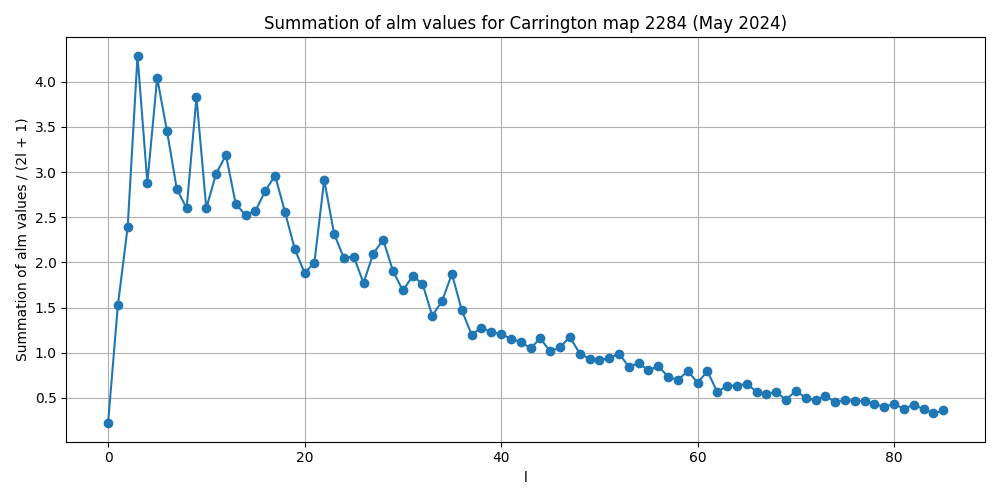 Summation of alm values for Carrington map 2284 (May 2024)
Summation of alm values / (2l + 1)
4.0
3.5
3.0
2.5
2.0
1.5
1.0
0.5
0 20 40 60 80
l